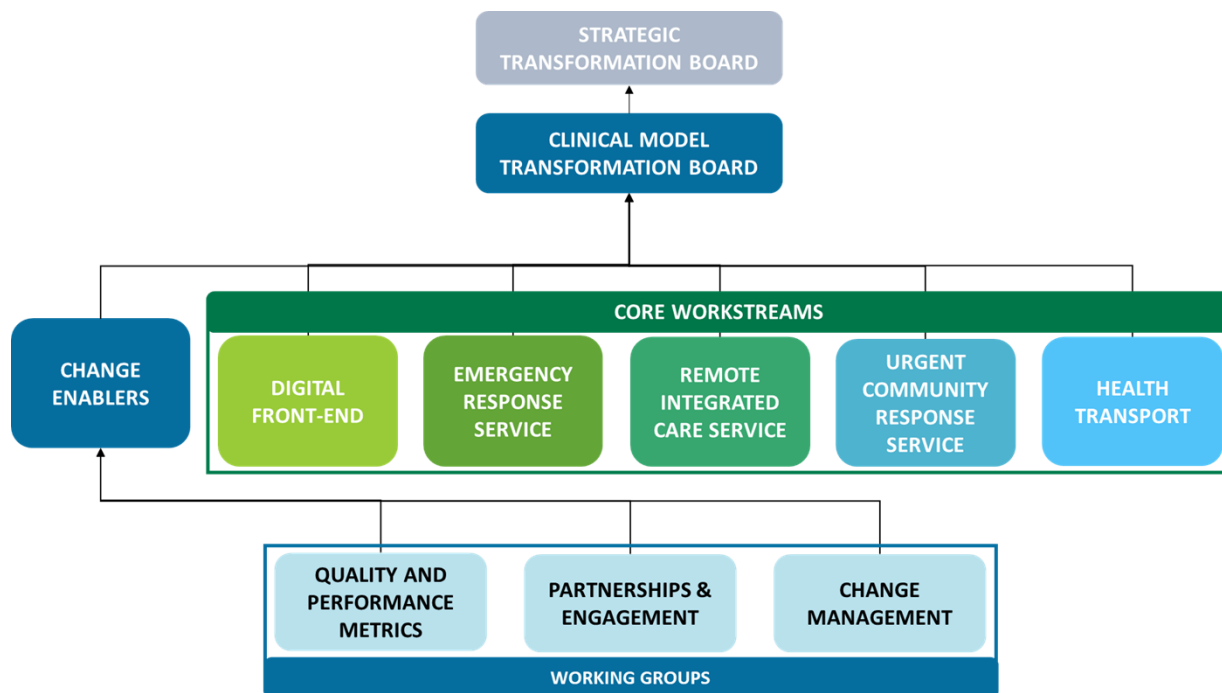 STRATEGIC
TRANSFORMATION BOARD
CLINICAL MODEL
TRANSFORMATION BOARD
CORE WORKSTREAMS
CHANGE
ENABLERS
DIGITAL
FRONT-END
EMERGENCY
RESPONSE
SERVICE
REMOTE
INTEGRATED
CARE SERVICE
URGENT
COMMUNITY
RESPONSE
SERVICE
HEALTH
TRANSPORT
QUALITY AND
PERFORMANCE
METRICS
PARTNERSHIPS &
ENGAGEMENT
CHANGE
MANAGEMENT
WORKING GROUPS